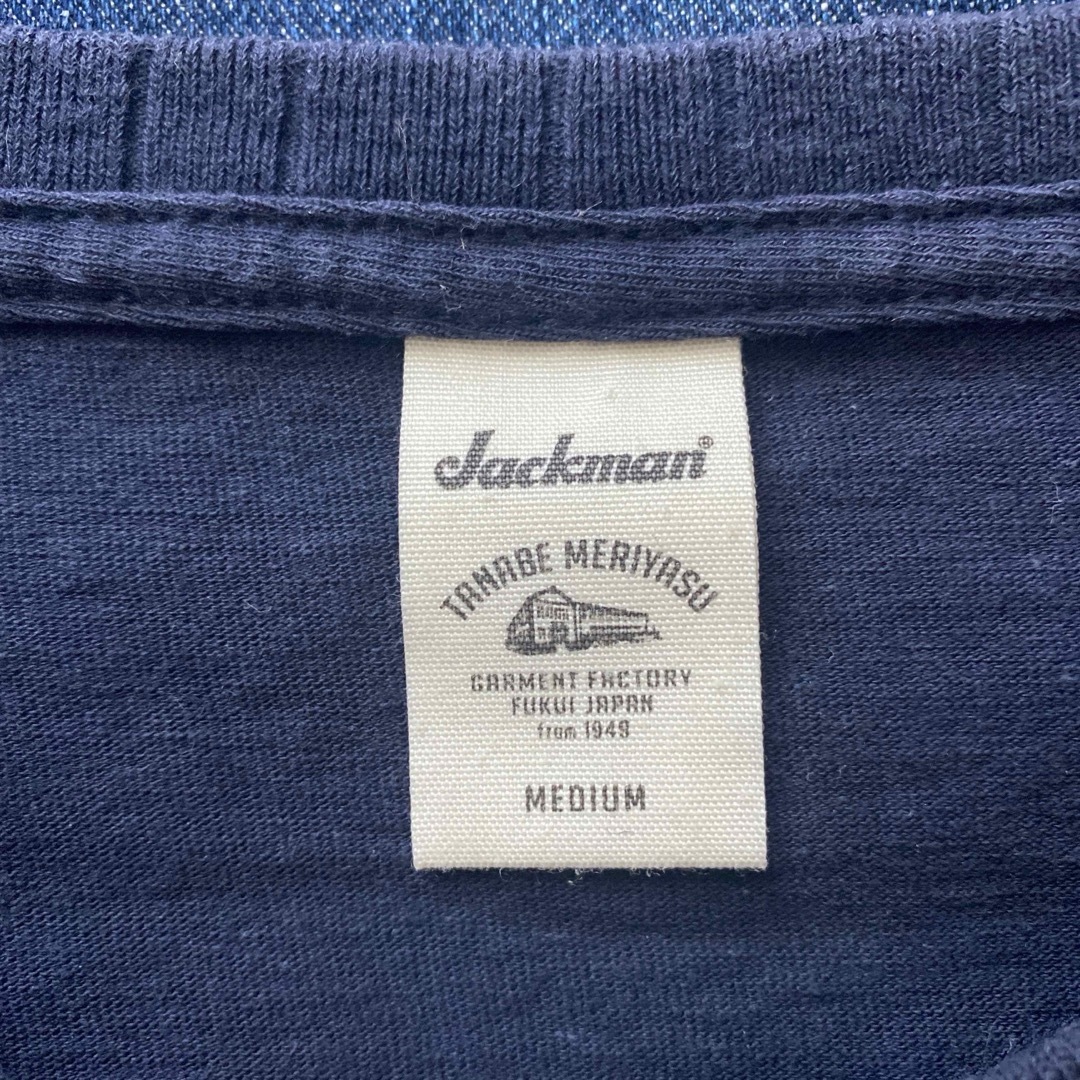 Jackman®
TANABE MERIYASU
GARMENT FACTORY
FUKUI JAPAN
from 1949
MEDIUM